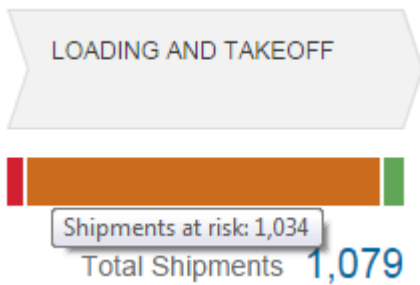 LOADING AND TAKEOFF
Shipments at risk: 1,034
Total Shipments 1,079